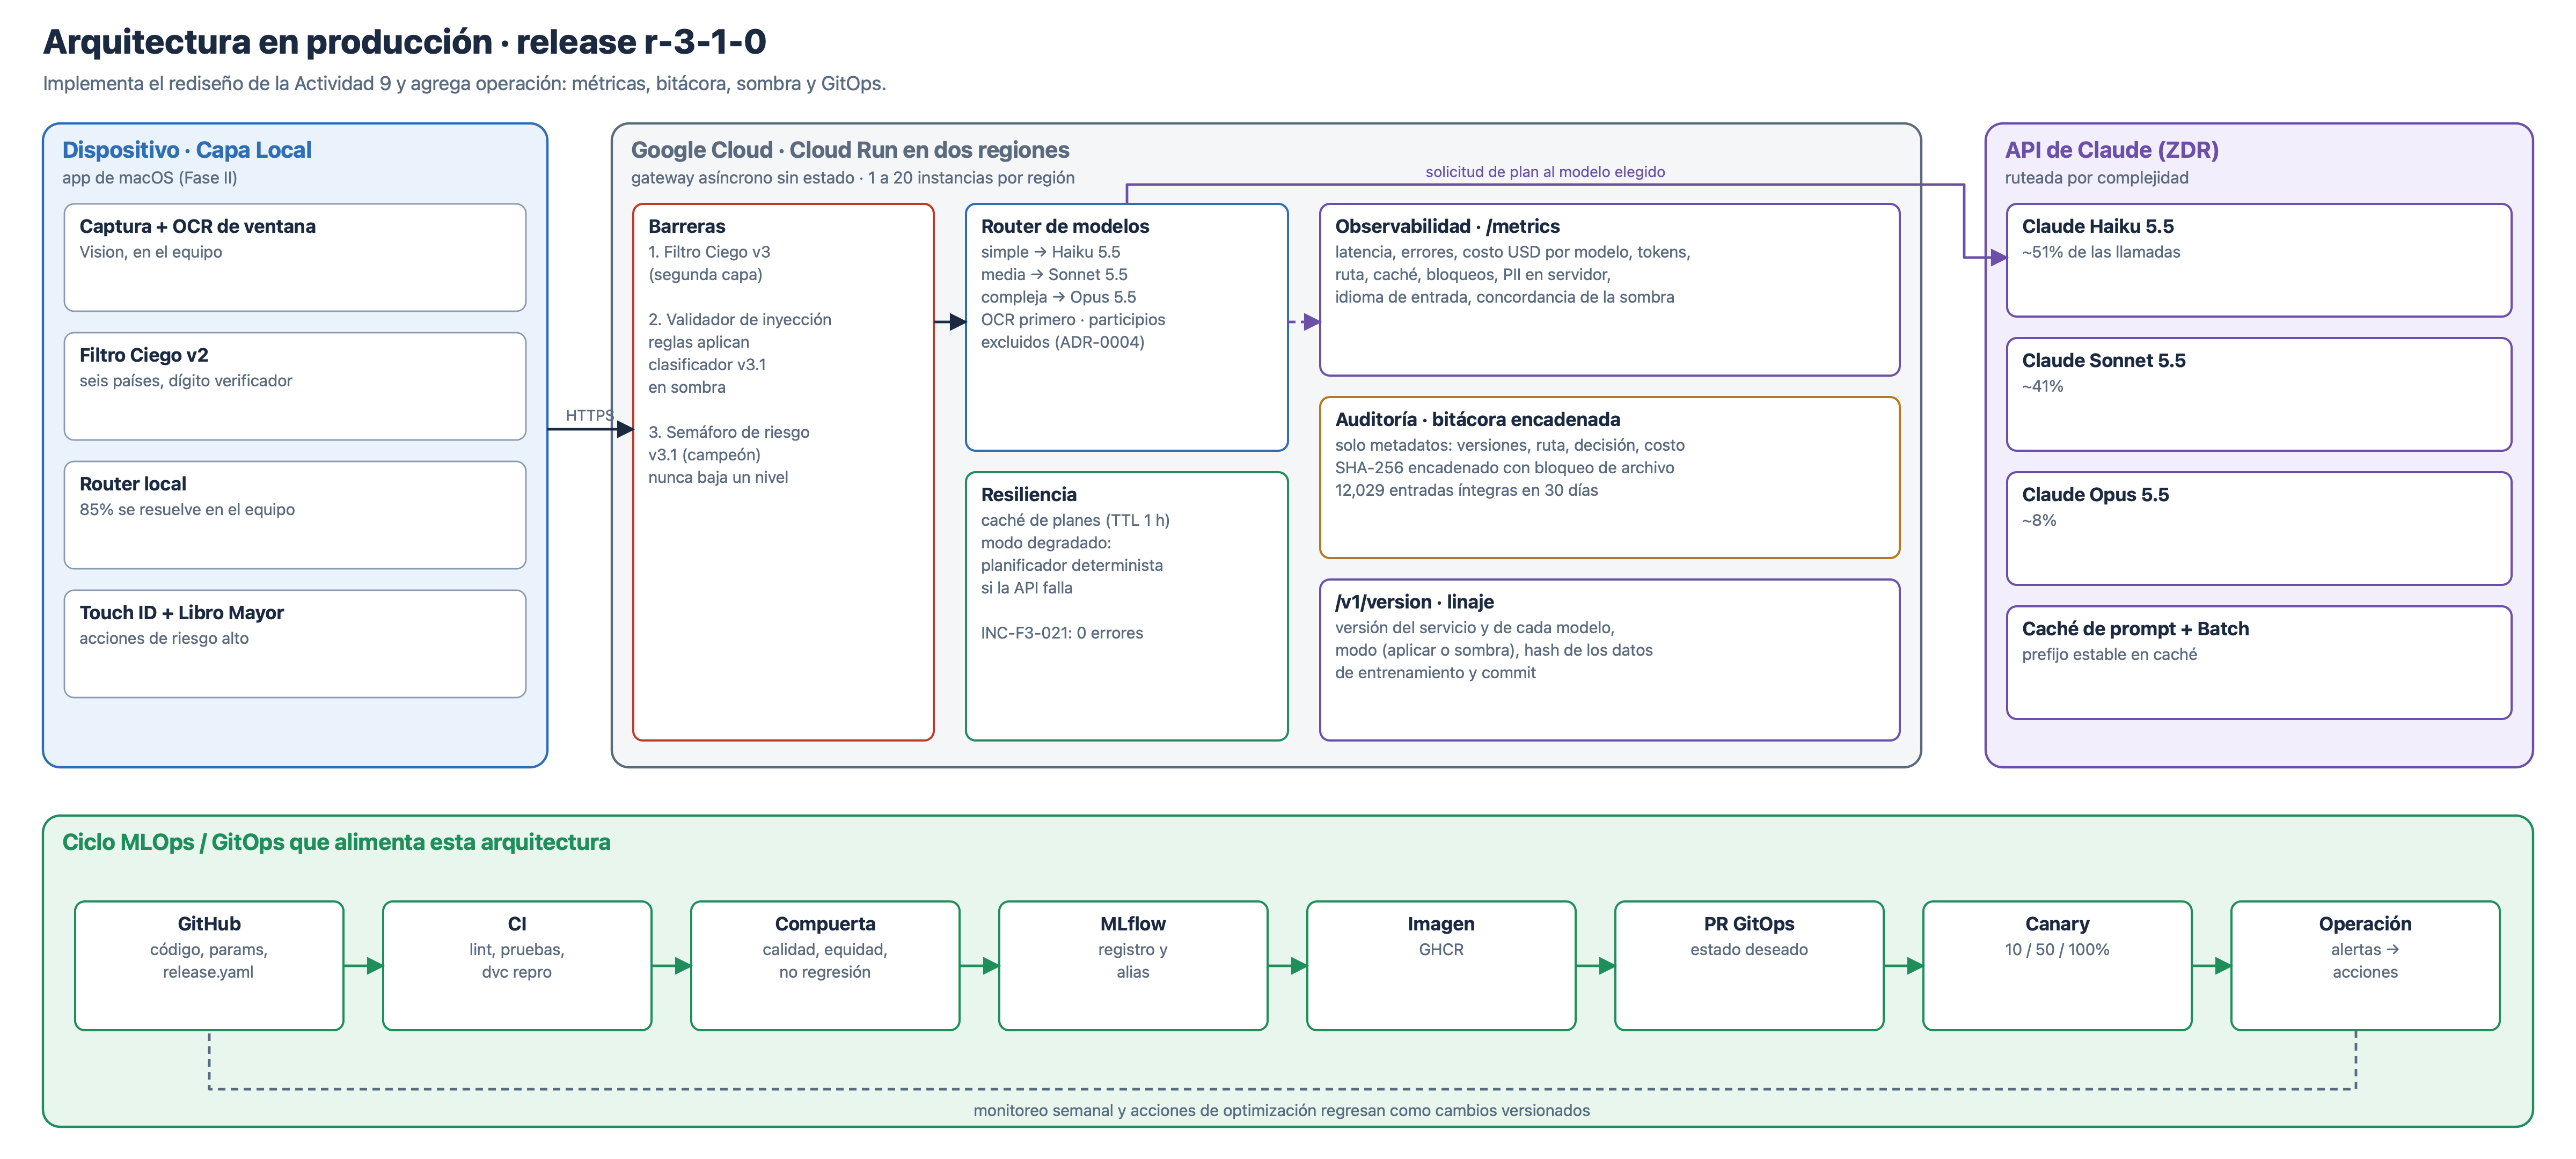 Arquitectura en producción · release r-3-1-0
Implementa el rediseño de la Actividad 9 y agrega operación: métricas, bitácora, sombra y GitOps.
Dispositivo · Capa Local
app de macOS (Fase II)
Captura + OCR de ventana
Vision, en el equipo
Filtro Ciego v2
seis países, dígito verificador
Router local
85% se resuelve en el equipo
Touch ID + Libro Mayor
acciones de riesgo alto
HTTPS
Google Cloud · Cloud Run en dos regiones
gateway asíncrono sin estado · 1 a 20 instancias por región
solicitud de plan al modelo elegido
Barreras
1. Filtro Ciego v3
(segunda capa)
2. Validador de inyección
reglas aplican
clasificador v3.1
en sombra
3. Semáforo de riesgo
v3.1 (campeón)
nunca baja un nivel
Router de modelos
simple → Haiku 5.5
media → Sonnet 5.5
compleja → Opus 5.5
OCR primero · participios
excluidos (ADR-0004)
Resiliencia
caché de planes (TTL 1 h)
modo degradado:
planificador determinista
si la API falla
INC-F3-021: 0 errores
Observabilidad · /metrics
latencia, errores, costo USD por modelo, tokens,
ruta, caché, bloqueos, PII en servidor,
idioma de entrada, concordancia de la sombra
Auditoría · bitácora encadenada
solo metadatos: versiones, ruta, decisión, costo
SHA-256 encadenado con bloqueo de archivo
12,029 entradas íntegras en 30 días
/v1/version · linaje
versión del servicio y de cada modelo,
modo (aplicar o sombra), hash de los datos
de entrenamiento y commit
API de Claude (ZDR)
ruteada por complejidad
Claude Haiku 5.5
~51% de las llamadas
Claude Sonnet 5.5
~41%
Claude Opus 5.5
~8%
Caché de prompt + Batch
prefijo estable en caché
Ciclo MLOps / GitOps que alimenta esta arquitectura
GitHub
código, params,
release.yaml
CI
lint, pruebas,
dvc repro
Compuerta
calidad, equidad,
no regresión
MLflow
registro y
alias
Imagen
GHCR
PR GitOps
estado deseado
Canary
10 / 50 / 100%
Operación
alertas →
acciones
monitoreo semanal y acciones de optimización regresan como cambios versionados